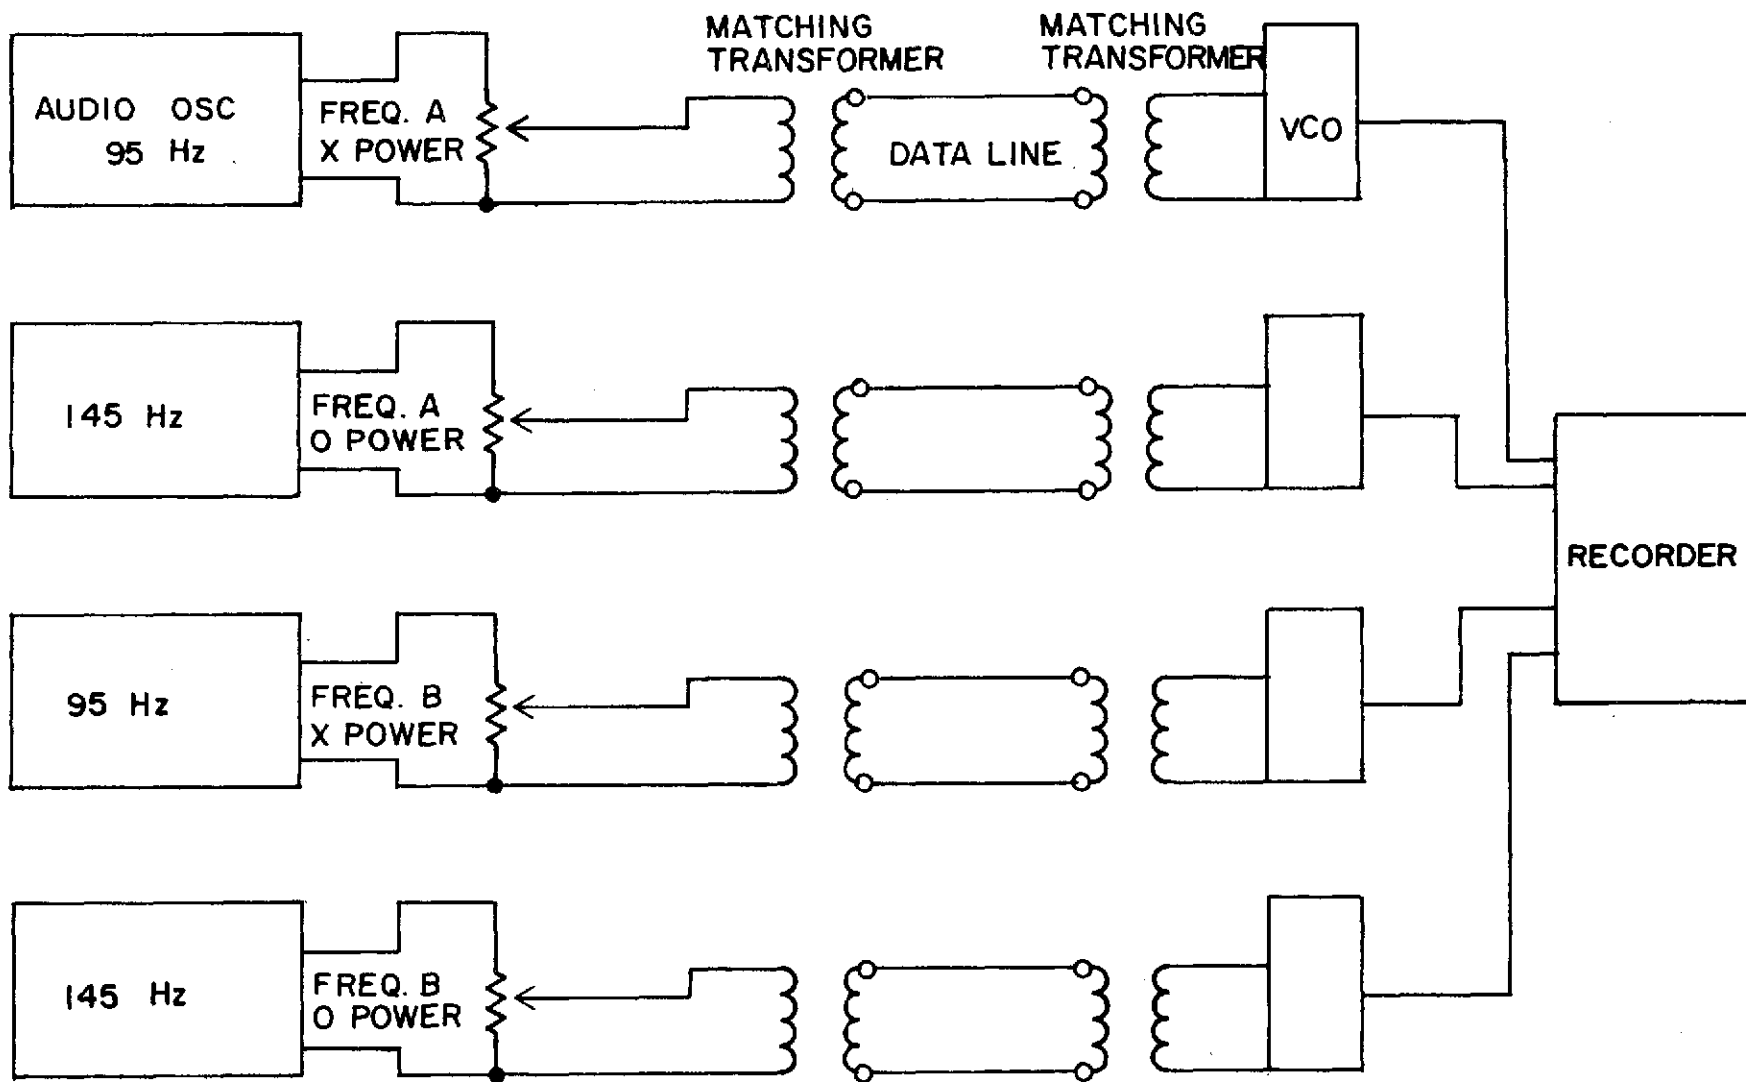 MATCHING
TRANSFORMER
MATCHING
TRANSFORMER
AUDIO OSC
95 Hz
FREQ. A
X POWER
DATA LINE
VCO
145 Hz
FREQ. A
O POWER
RECORDER
95 Hz
FREQ. B
X POWER
145 Hz
FREQ. B
O POWER